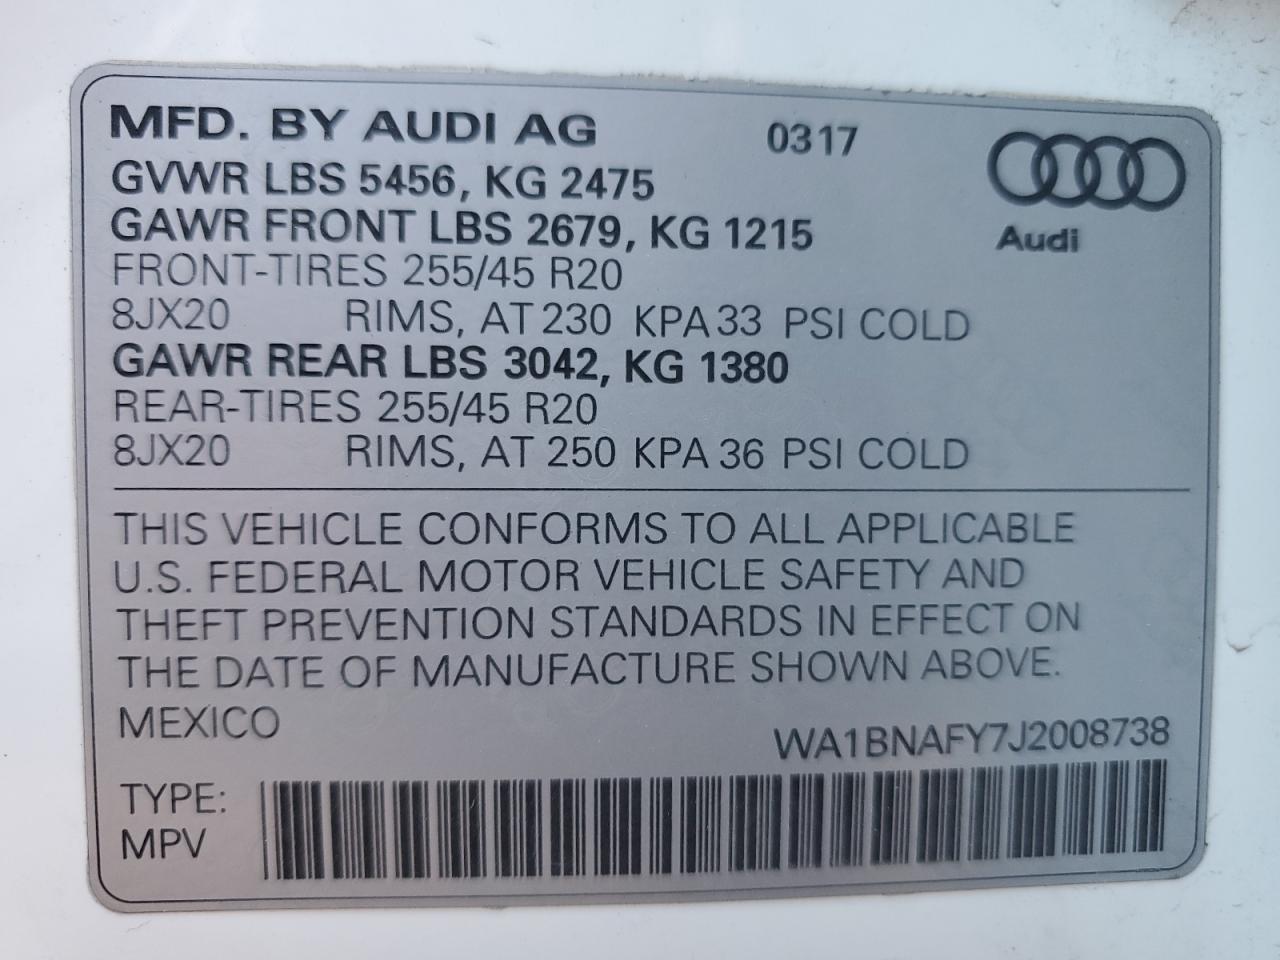 MFD. BY AUDI AG 0317
GVWR LBS 5456, KG 2475
GAWR FRONT LBS 2679, KG 1215
Audi
FRONT-TIRES 255/45 R20
8JX20 RIMS, AT 230 KPA 33 PSI COLD
GAWR REAR LBS 3042, KG 1380
REAR-TIRES 255/45 R20
8JX20 RIMS, AT 250 KPA 36 PSI COLD
THIS VEHICLE CONFORMS TO ALL APPLICABLE
U.S. FEDERAL MOTOR VEHICLE SAFETY AND
THEFT PREVENTION STANDARDS IN EFFECT ON
THE DATE OF MANUFACTURE SHOWN ABOVE.
MEXICO WA1BNAFY7J2008738
TYPE:
MPV